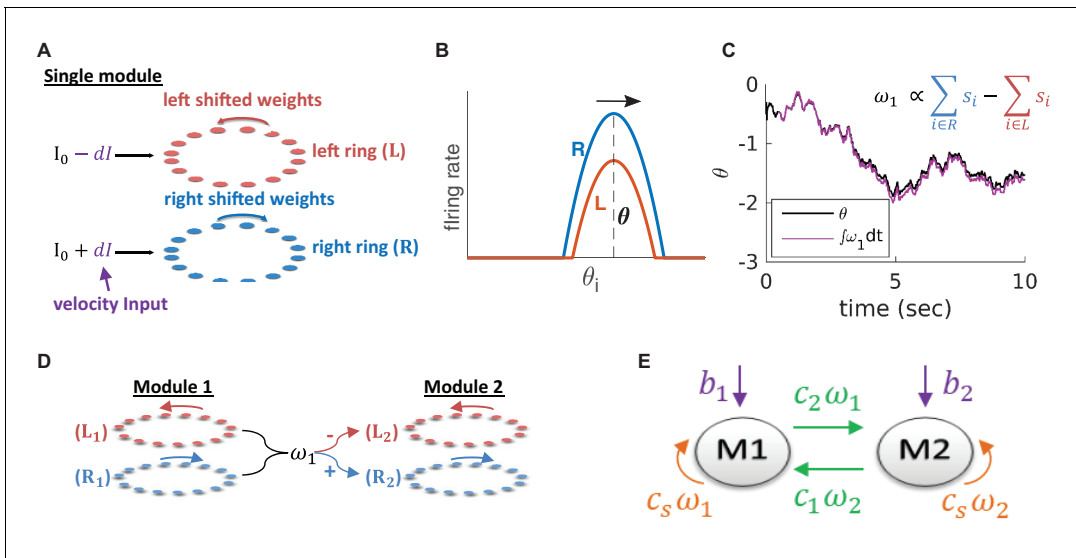 A
Single module
left shifted weights
I₀ − dI
left ring (L)
right shifted weights
I₀ + dI
right ring (R)
velocity Input
B
firing rate
R
L
θ
θᵢ
C
ω₁ ∝ ∑ sᵢ − ∑ sᵢ
i∈R i∈L
0
-1
-2
-3
θ
θ
∫ω₁dt
0 5 10
time (sec)
D
Module 1 Module 2
(L₁) - (L₂)
ω₁
(R₁) + (R₂)
E
b₁ b₂
c₂ω₁
M1 M2
c₁ω₂
cₛω₁ cₛω₂